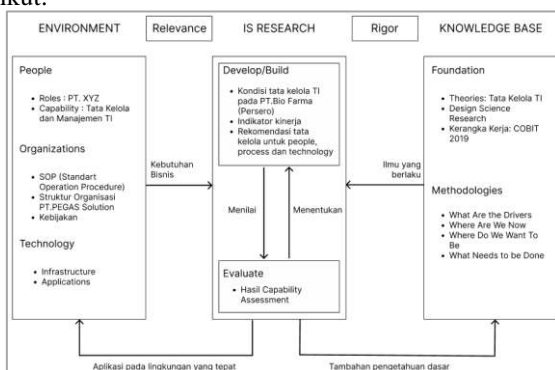 ikut:
ENVIRONMENT
Relevance
IS RESEARCH
Rigor
KNOWLEDGE BASE
People
• Roles : PT. XYZ
• Capability : Tata Kelola
dan Manajemen TI
Organizations
• SOP (Standart
Operation Procedure)
• Struktur Organisasi
PT.PEGAS Solution
• Kebijakan
Technology
• Infrastructure
• Applications
Kebutuhan
Bisnis
Develop/Build
• Kondisi tata kelola TI
pada PT.Bio Farma
(Persero)
• Indikator kinerja
• Rekomendasi tata
kelola untuk people,
process dan technology
Menilai
Menentukan
Evaluate
• Hasil Capability
Assessment
Ilmu yang
berlaku
Foundation
• Theories: Tata Kelola TI
• Design Science
Research
• Kerangka Kerja: COBIT
2019
Methodologies
• What Are the Drivers
• Where Are We Now
• Where Do We Want To
Be
• What Needs to be Done
Aplikasi pada lingkungan yang tepat
Tambahan pengetahuan dasar